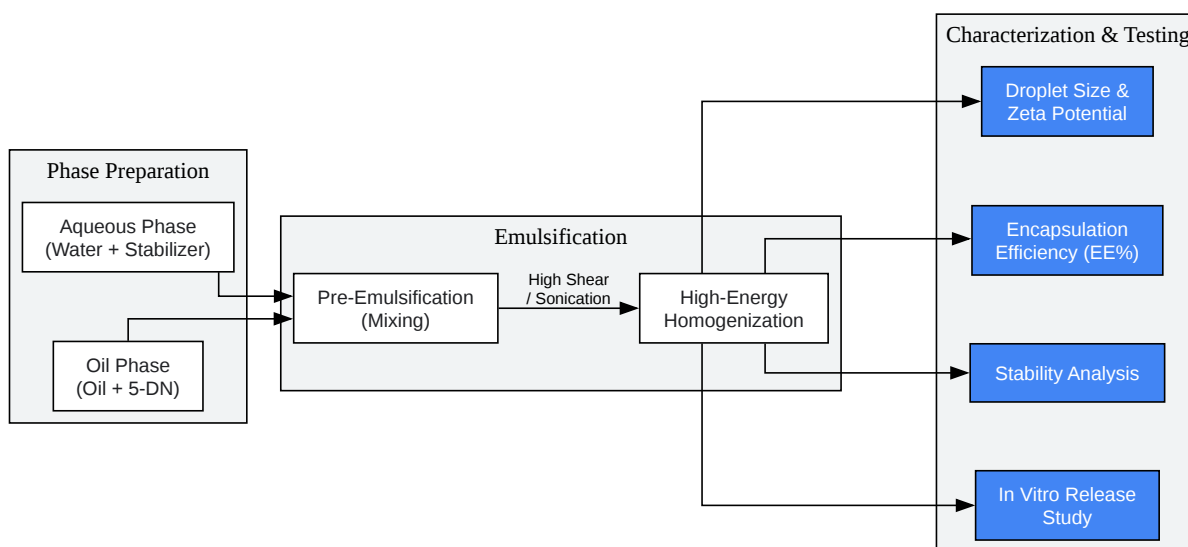 Phase Preparation
Aqueous Phase
(Water + Stabilizer)
Oil Phase
(Oil + 5-DN)
Emulsification
Pre-Emulsification
(Mixing)
High Shear
/ Sonication
High-Energy
Homogenization
Characterization & Testing
Droplet Size &
Zeta Potential
Encapsulation
Efficiency (EE%)
Stability Analysis
In Vitro Release
Study